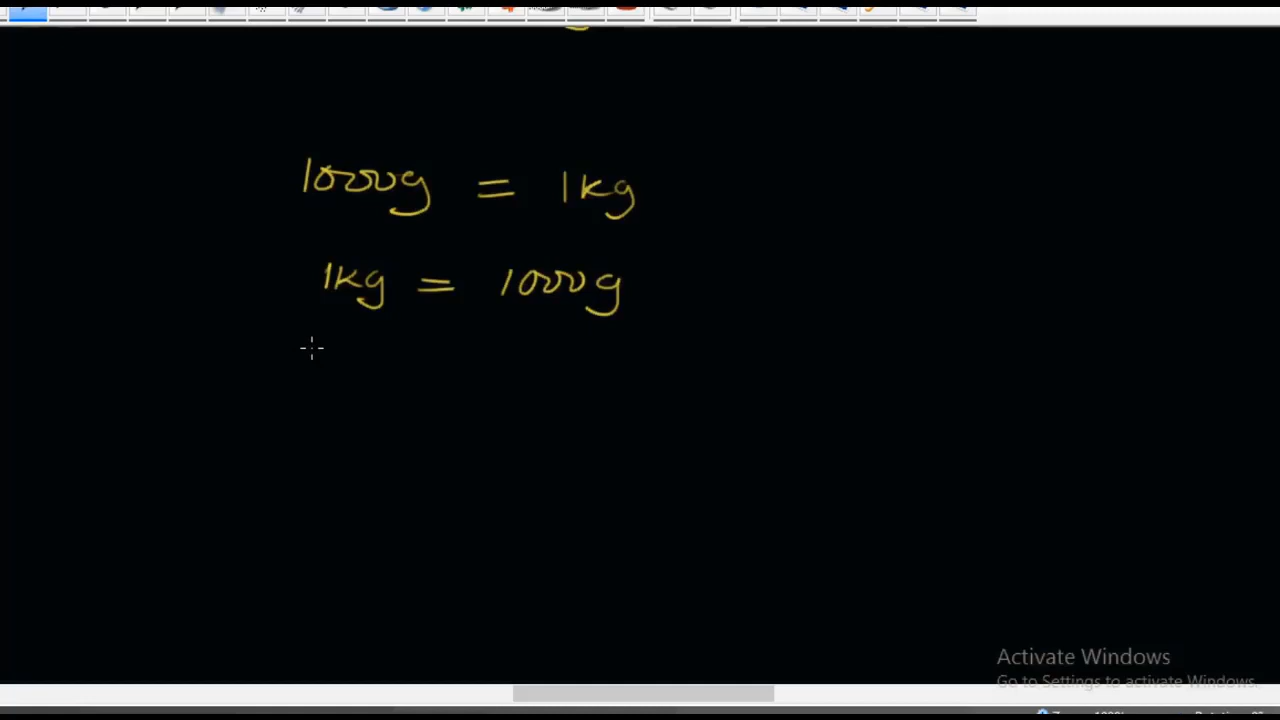 1000g = 1kg
1kg = 1000g
Activate Windows
Go to Settings to activate Windows.